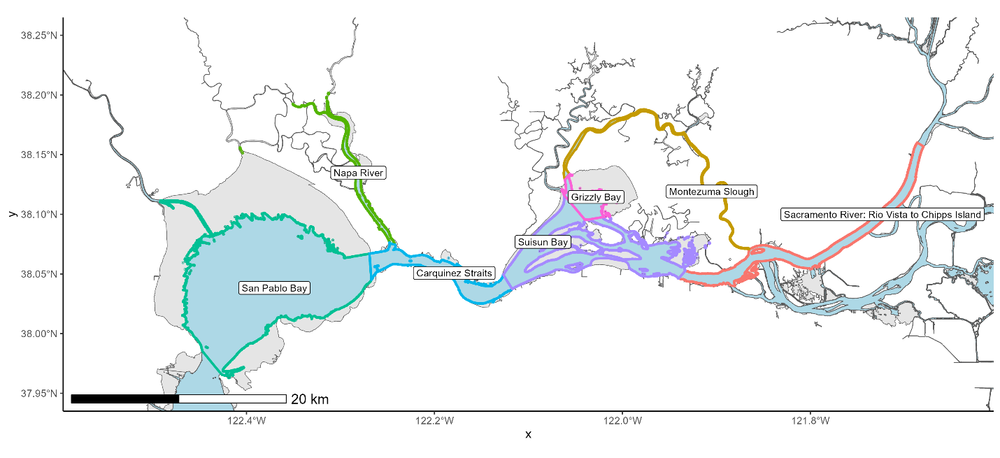 38.25°N
38.20°N
38.15°N
38.10°N
38.05°N
38.00°N
37.95°N
y
Napa River
Montezuma Slough
Grizzly Bay
Sacramento River: Rio Vista to Chipps Island
Suisun Bay
Carquinez Straits
San Pablo Bay
20 km
122.4°W
122.2°W
122.0°W
121.8°W
x